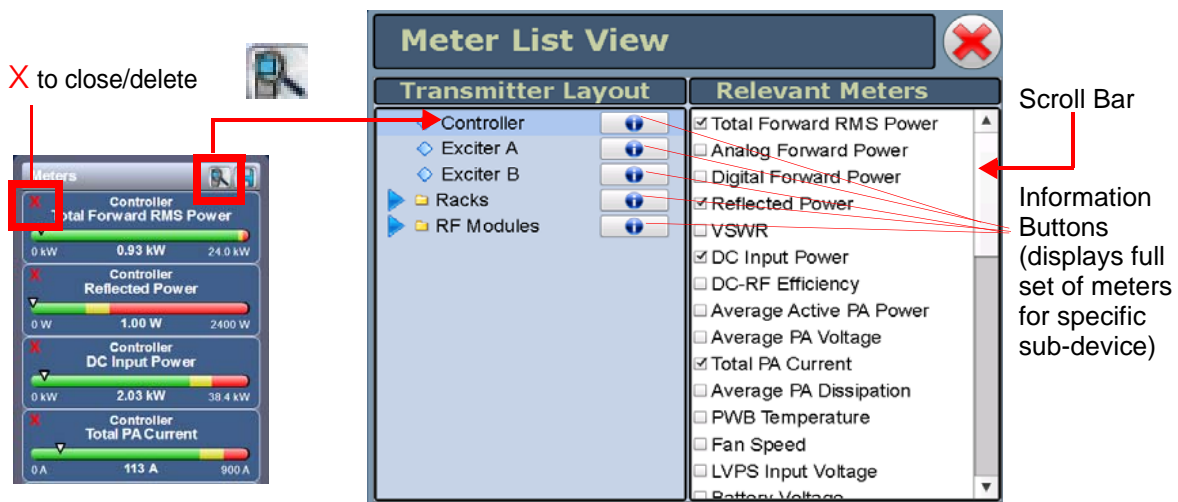 X to close/delete
Meters
X Controller
Total Forward RMS Power
0 kW 0.93 kW 24.0 kW
X Controller
Reflected Power
0 W 1.00 W 2400 W
X Controller
DC Input Power
0 kW 2.03 kW 38.4 kW
X Controller
Total PA Current
0 A 113 A 900 A
Meter List View
Transmitter Layout
Controller
Exciter A
Exciter B
Racks
RF Modules
Relevant Meters
Total Forward RMS Power
Analog Forward Power
Digital Forward Power
Reflected Power
VSWR
DC Input Power
DC-RF Efficiency
Average Active PA Power
Average PA Voltage
Total PA Current
Average PA Dissipation
PWB Temperature
Fan Speed
LVPS Input Voltage
Battery Voltage
Scroll Bar
Information
Buttons
(displays full
set of meters
for specific
sub-device)